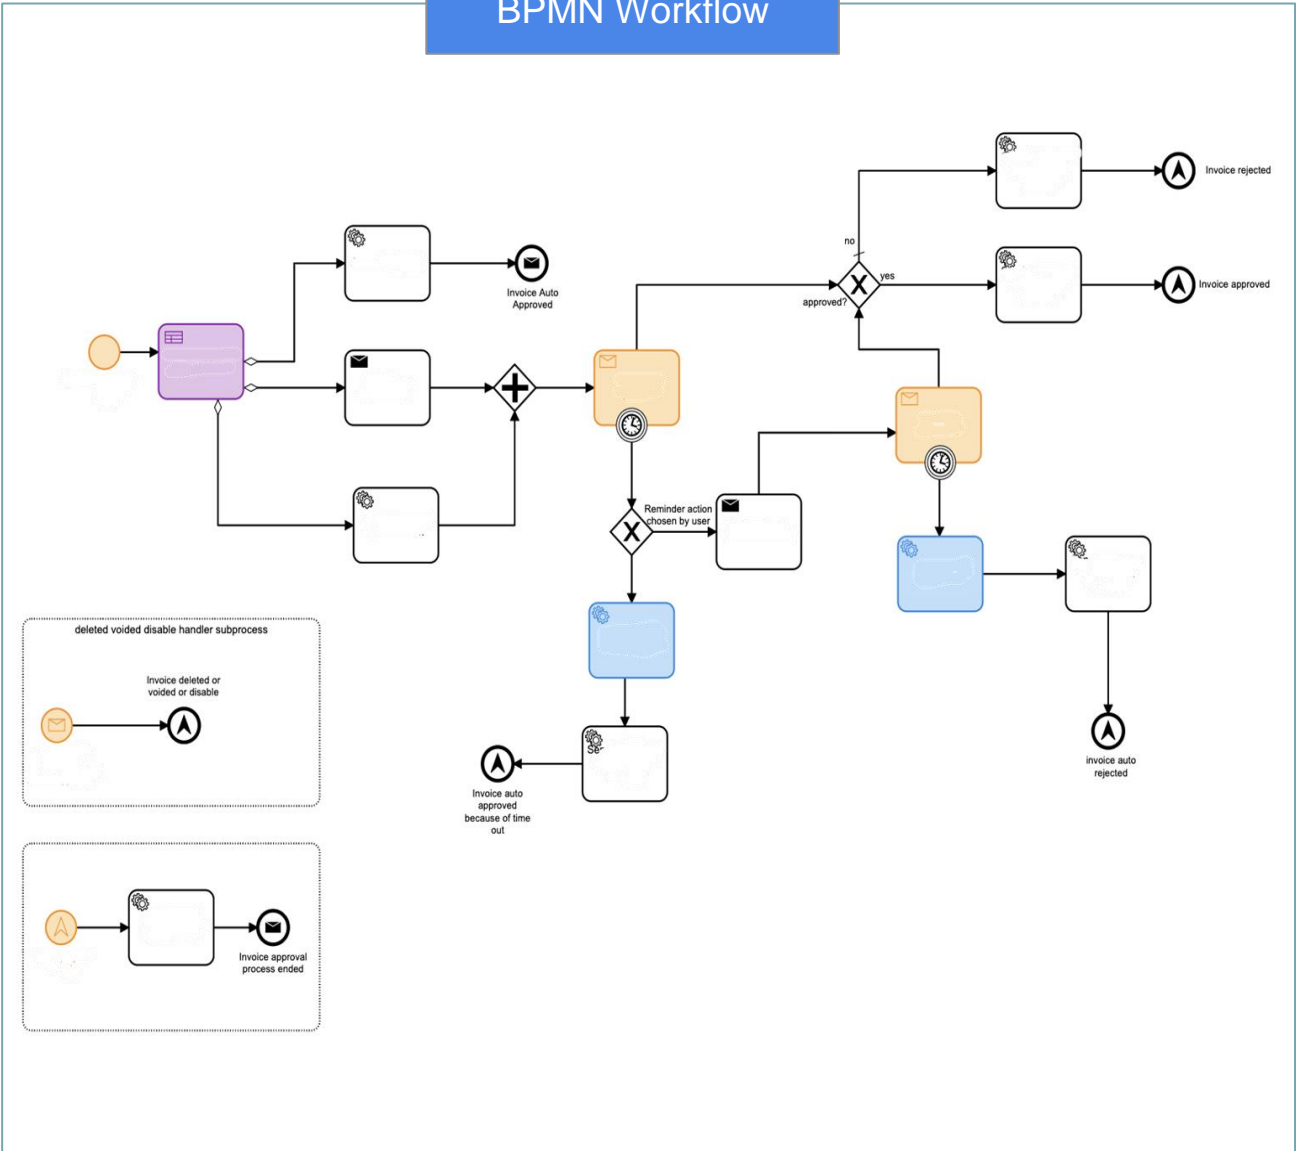 BPMN Workflow
Invoice rejected
no
yes
approved?
Invoice approved
Invoice Auto
Approved
Reminder action
chosen by user
deleted voided disable handler subprocess
Invoice deleted or
voided or disable
Invoice auto
approved
because of time
out
invoice auto
rejected
Invoice approval
process ended